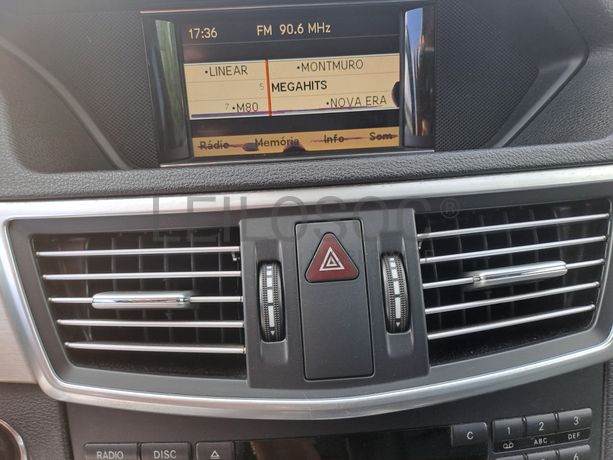 17:36 FM 90.6 MHz
•LINEAR •MONTMURO
5 MEGAHITS
7 •M80 •NOVA ERA
Rádio Memória Info Som
LEILOSOC®
RADIO DISC C 1 2 ABC 3 DEF